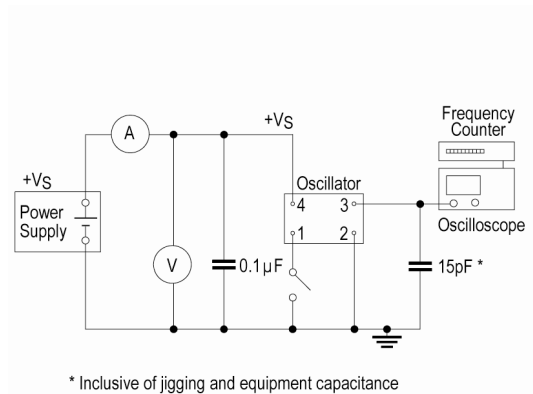 Frequency
Counter
+VS
A
Oscillator
+VS
4
3
Power
Supply
1
2
Oscilloscope
V
0.1µF
15pF *
* Inclusive of jigging and equipment capacitance